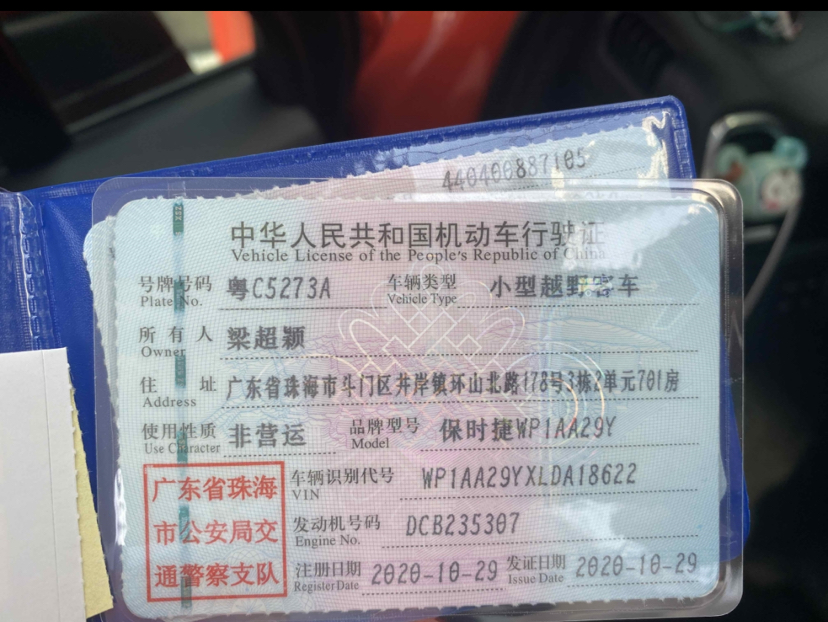 440400887105
中华人民共和国机动车行驶证
Vehicle License of the People's Republic of China
号牌号码 粤C5273A 车辆类型 小型越野客车
Plate No. Vehicle Type
所有人 梁超颖
Owner
住址 广东省珠海市斗门区井岸镇环山北路178号3栋2单元701房
Address
使用性质 非营运 品牌型号 保时捷WP1AA29Y
Use Character Model
广东省珠海
市公安局交
通警察支队
车辆识别代号 WP1AA29YXLDA18622
VIN
发动机号码 DCB235307
Engine No.
注册日期 2020-10-29 发证日期 2020-10-29
Register Date Issue Date